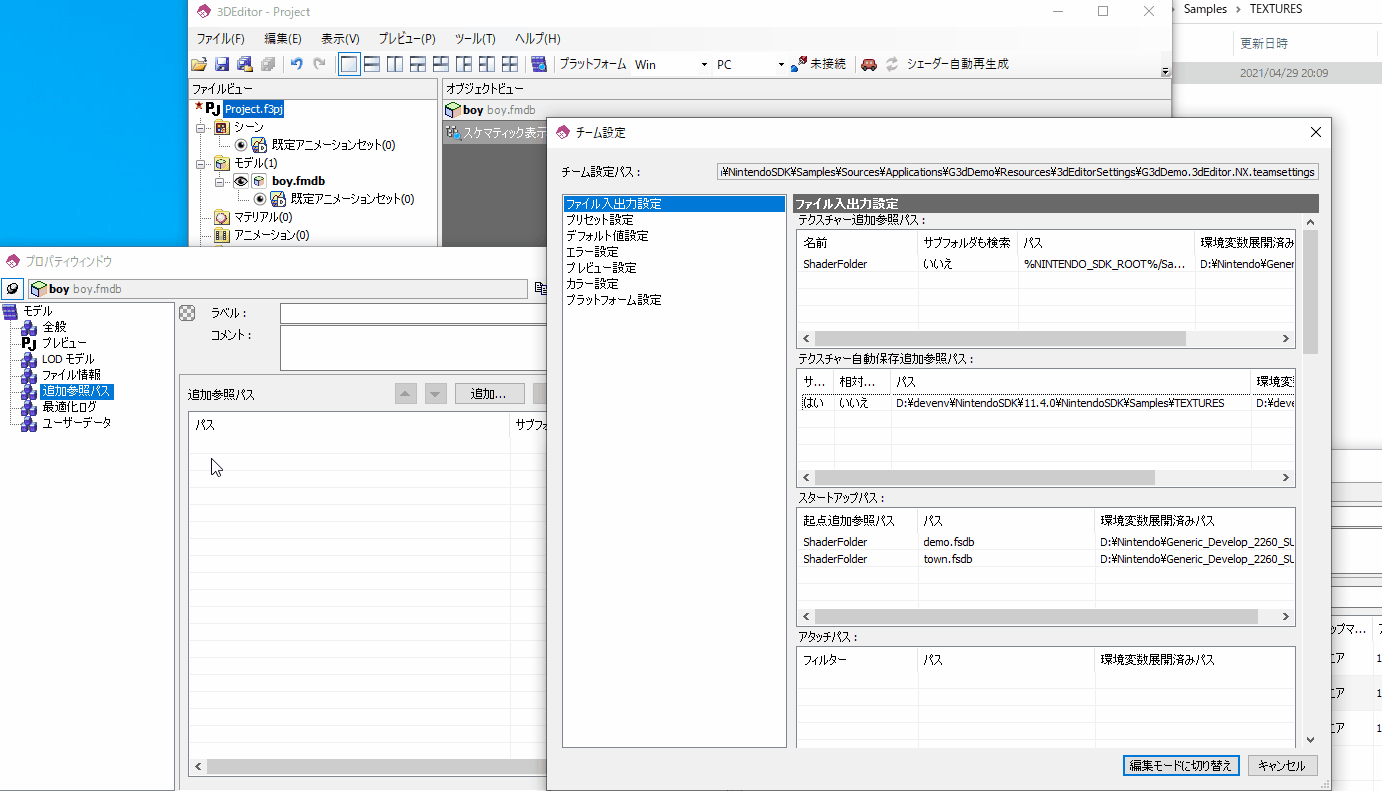 3DEditor - Project
Samples › TEXTURES
ファイル(F) 編集(E) 表示(V) プレビュー(P) ツール(T) ヘルプ(H)
更新日時
プラットフォーム Win PC 未接続 シェーダー自動再生成
2021/04/29 20:09
ファイルビュー
オブジェクトビュー
Project.f3pj
boy boy.fmdb
シーン
スケマティック表示
既定アニメーションセット(0)
モデル(1)
boy.fmdb
既定アニメーションセット(0)
マテリアル(0)
アニメーション(0)
プロパティウィンドウ
boy boy.fmdb
モデル
全般
プレビュー
LOD モデル
ファイル情報
追加参照パス
最適化ログ
ユーザーデータ
ラベル :
コメント :
追加参照パス
追加...
パス
サブフォ
チーム設定
チーム設定パス :
¥NintendoSDK¥Samples¥Sources¥Applications¥G3dDemo¥Resources¥3dEditorSettings¥G3dDemo.3dEditor.NX.teamsettings
ファイル入出力設定
プリセット設定
デフォルト値設定
エラー設定
プレビュー設定
カラー設定
プラットフォーム設定
ファイル入出力設定
テクスチャー追加参照パス :
名前 サブフォルダも検索 パス 環境変数展開済み
ShaderFolder いいえ %NINTENDO_SDK_ROOT%/Sa... D:¥Nintendo¥Gener
テクスチャー自動保存追加参照パス :
サ... 相対... パス 環境変
はい いいえ D:¥devenv¥NintendoSDK¥11.4.0¥NintendoSDK¥Samples¥TEXTURES D:¥deve
スタートアップパス :
起点追加参照パス パス 環境変数展開済みパス
ShaderFolder demo.fsdb D:¥Nintendo¥Generic_Develop_2260_SU
ShaderFolder town.fsdb D:¥Nintendo¥Generic_Develop_2260_SU
アタッチパス :
フィルター パス 環境変数展開済みパス
編集モードに切り替え キャンセル
ップマ...
ニア 1
ニア 1
ニア 1